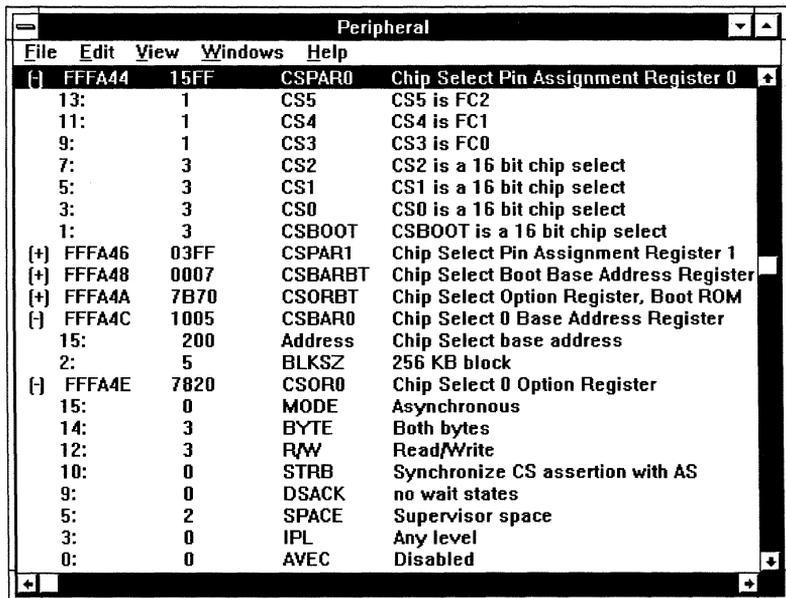 Peripheral
File Edit View Windows Help
(-) FFFA44 15FF CSPAR0 Chip Select Pin Assignment Register 0
13: 1 CS5 CS5 is FC2
11: 1 CS4 CS4 is FC1
9: 1 CS3 CS3 is FC0
7: 3 CS2 CS2 is a 16 bit chip select
5: 3 CS1 CS1 is a 16 bit chip select
3: 3 CS0 CS0 is a 16 bit chip select
1: 3 CSBOOT CSBOOT is a 16 bit chip select
(+) FFFA46 03FF CSPAR1 Chip Select Pin Assignment Register 1
(+) FFFA48 0007 CSBARBT Chip Select Boot Base Address Register
(+) FFFA4A 7B70 CSORBT Chip Select Option Register, Boot ROM
(-) FFFA4C 1005 CSBAR0 Chip Select 0 Base Address Register
15: 200 Address Chip Select base address
2: 5 BLKSZ 256 KB block
(-) FFFA4E 7820 CSOR0 Chip Select 0 Option Register
15: 0 MODE Asynchronous
14: 3 BYTE Both bytes
12: 3 R/W Read/Write
10: 0 STRB Synchronize CS assertion with AS
9: 0 DSACK no wait states
5: 2 SPACE Supervisor space
3: 0 IPL Any level
0: 0 AVEC Disabled